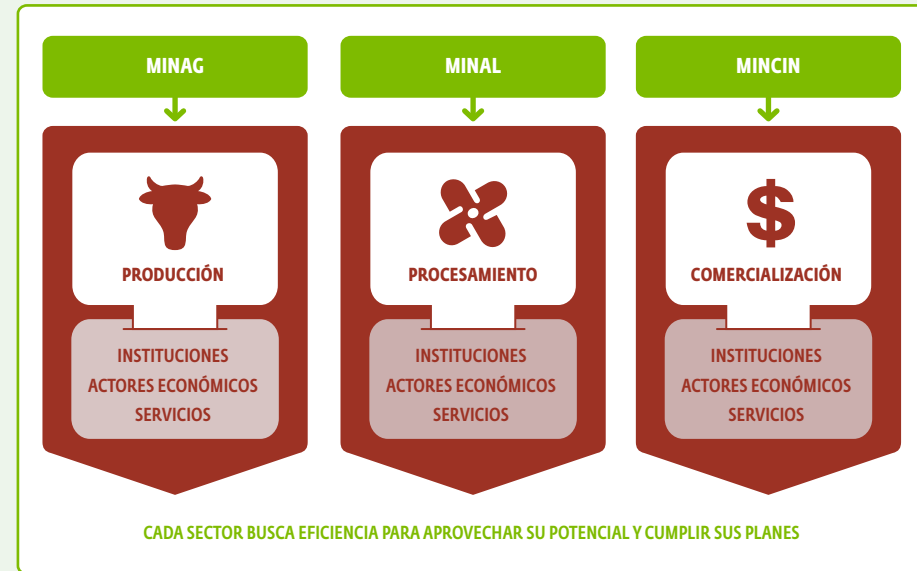 MINAG
MINAL
MINCIN
PRODUCCIÓN
PROCESAMIENTO
$
COMERCIALIZACIÓN
INSTITUCIONES
ACTORES ECONÓMICOS
SERVICIOS
INSTITUCIONES
ACTORES ECONÓMICOS
SERVICIOS
INSTITUCIONES
ACTORES ECONÓMICOS
SERVICIOS
CADA SECTOR BUSCA EFICIENCIA PARA APROVECHAR SU POTENCIAL Y CUMPLIR SUS PLANES